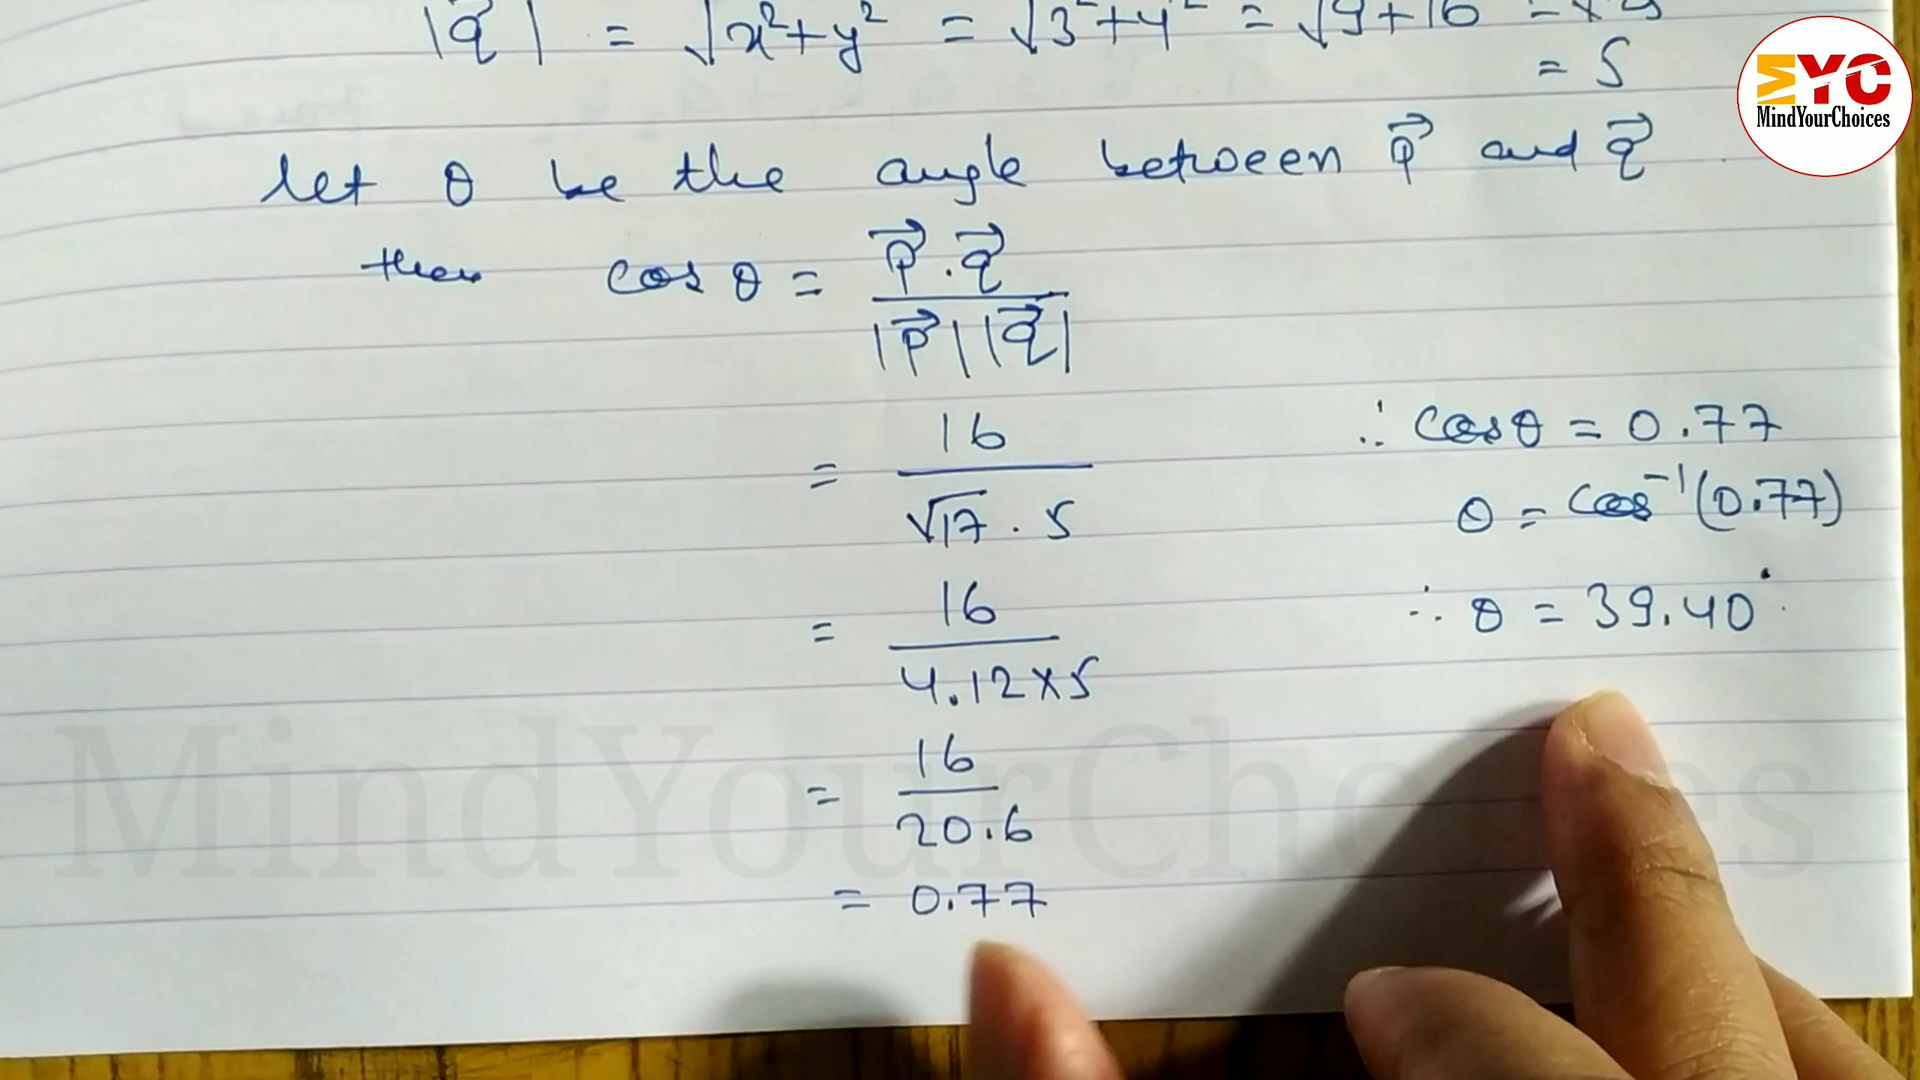 |q⃗| = √x²+y² = √3²+4² = √9+16 =
= 5
MYC
MindYourChoices
let θ be the angle between p⃗ and q⃗
then cos θ = p⃗.q⃗ / |p⃗||q⃗|
= 16 / √17 . 5
= 16 / 4.12×5
= 16 / 20.6
= 0.77
∴ cosθ = 0.77
θ = cos⁻¹(0.77)
∴ θ = 39.40°
MindYourChoices